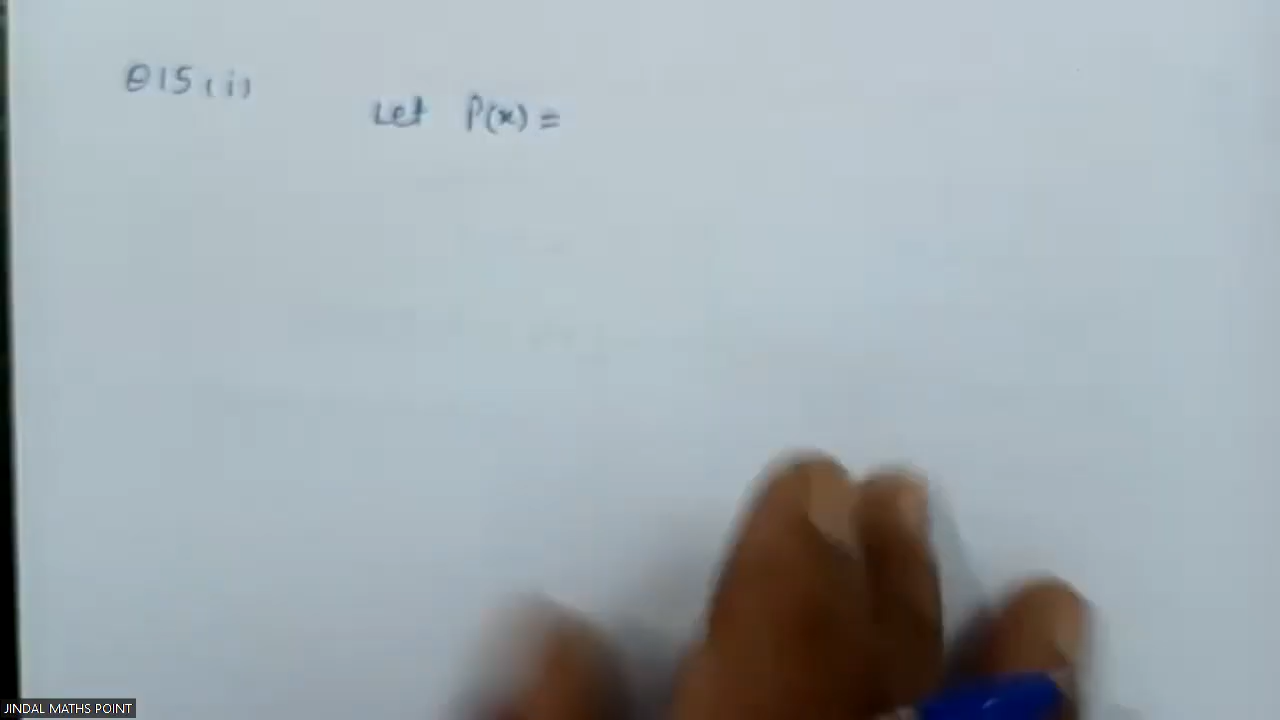 Q15(i)
Let P(x) =
JINDAL MATHS POINT